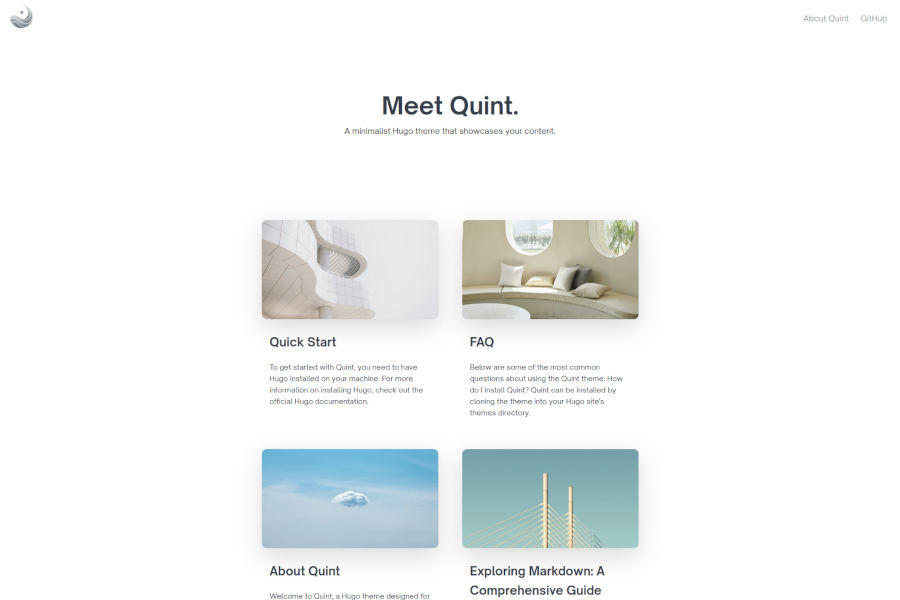 About Quint GitHub
Meet Quint.
A minimalist Hugo theme that showcases your content.
Quick Start
To get started with Quint, you need to have
Hugo installed on your machine. For more
information on installing Hugo, check out the
official Hugo documentation.
FAQ
Below are some of the most common
questions about using the Quint theme: How
do I install Quint? Quint can be installed by
cloning the theme into your Hugo site's
themes directory.
About Quint
Welcome to Quint, a Hugo theme designed for
Exploring Markdown: A
Comprehensive Guide